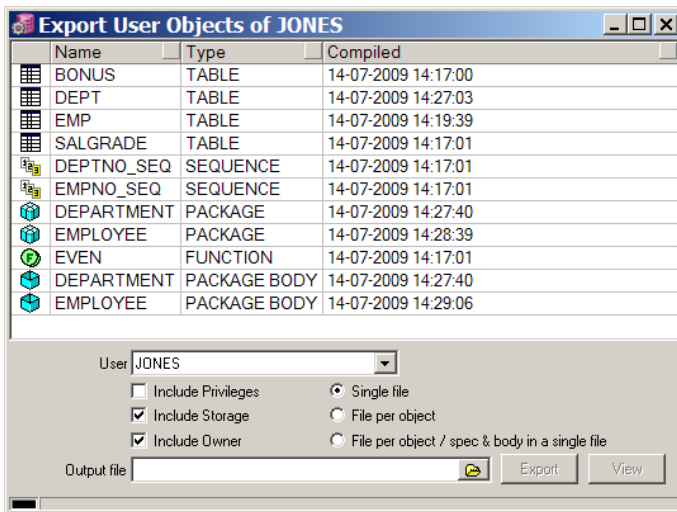 Export User Objects of JONES
Name Type Compiled
BONUS TABLE 14-07-2009 14:17:00
DEPT TABLE 14-07-2009 14:27:03
EMP TABLE 14-07-2009 14:19:39
SALGRADE TABLE 14-07-2009 14:17:01
DEPTNO_SEQ SEQUENCE 14-07-2009 14:17:01
EMPNO_SEQ SEQUENCE 14-07-2009 14:17:01
DEPARTMENT PACKAGE 14-07-2009 14:27:40
EMPLOYEE PACKAGE 14-07-2009 14:28:39
EVEN FUNCTION 14-07-2009 14:17:01
DEPARTMENT PACKAGE BODY 14-07-2009 14:27:40
EMPLOYEE PACKAGE BODY 14-07-2009 14:29:06
User JONES
Include Privileges Single file
Include Storage File per object
Include Owner File per object / spec & body in a single file
Output file Export View